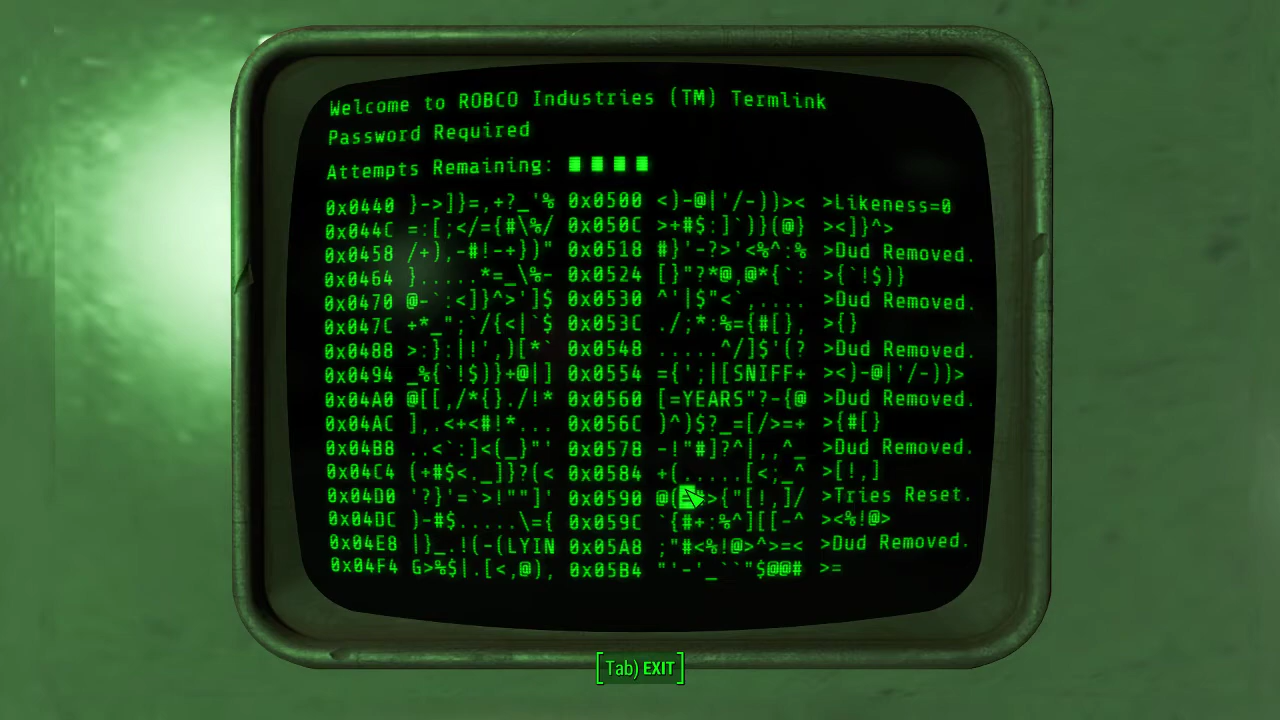 Welcome to ROBCO Industries (TM) Termlink
Password Required
Attempts Remaining: ■ ■ ■ ■
0x0440 }->]}=,+?_'% 0x0500 <)-@|'/-))>< >Likeness=0
0x044C =:[;</={#\%/ 0x050C >+#$:]`)}(@} ><]}^>
0x0458 /+),-#!-+})" 0x0518 #}'-?>'<%^:% >Dud Removed.
0x0464 }.....*=_\%- 0x0524 [}"?*@,@*{`: >{`!$)}
0x0470 @-`:<]}^>']$ 0x0530 ^'|$"<`,.... >Dud Removed.
0x047C +*_";`/{<|`$ 0x053C ./;*:%={#[}, >{}
0x0488 >:}:|!',)[*` 0x0548 .....^/]$'(? >Dud Removed.
0x0494 _%{`!$)}+@|] 0x0554 ={';|[SNIFF+ ><)-@|'/-))>
0x04A0 @[[,/*{}./!* 0x0560 [=YEARS"?-{@ >Dud Removed.
0x04AC ],.<+<#!*... 0x056C )^)$?_=[/>=+ >{#[}
0x04B8 ..<`:]<(_}"' 0x0578 -!"#]?^|,,^_ >Dud Removed.
0x04C4 (+#$<._]}?(< 0x0584 +(.....[<;_^ >[!,]
0x04D0 '?}'=`>!""]' 0x0590 @(=">{"[!,]/ >Tries Reset.
0x04DC )-#$.....\={ 0x059C `{#+:%^][[-^ ><%!@>
0x04E8 |}_.!(-(LYIN 0x05A8 ;"#<%!@>^>=< >Dud Removed.
0x04F4 G>%$|.[<,@), 0x05B4 "'-'_``"$@@# >=
[Tab) EXIT]